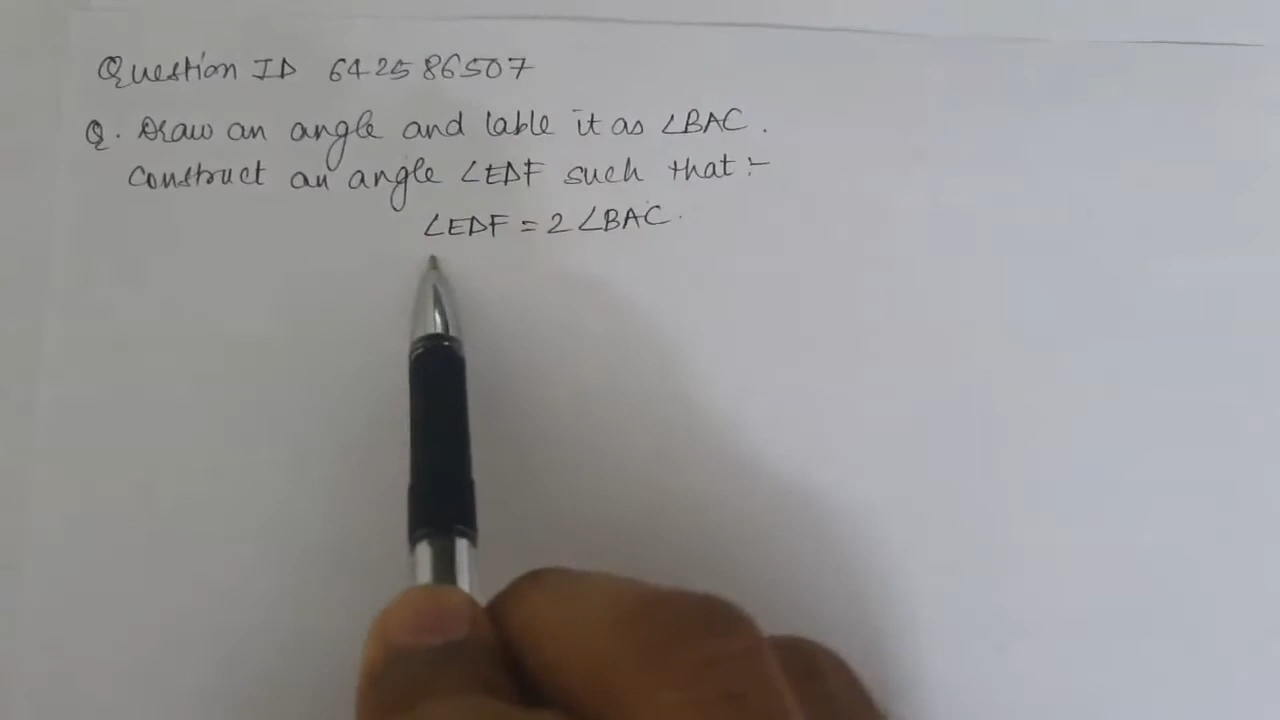 Question ID 642586507
Q. Draw an angle and lable it as ∠BAC.
Construct an angle ∠EDF such that :-
∠EDF = 2 ∠BAC.